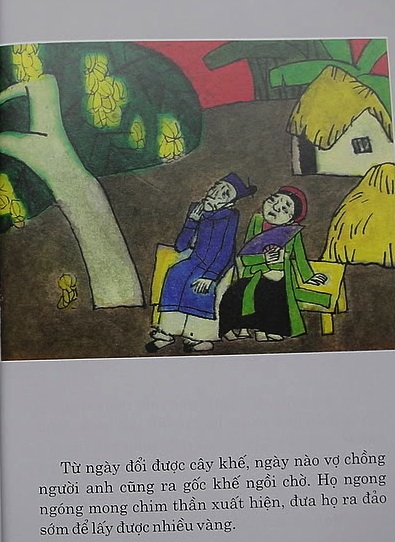 Từ ngày đổi được cây khế, ngày nào vợ chồng
người anh cũng ra gốc khế ngồi chờ. Họ ngong
ngóng mong chim thần xuất hiện, đưa họ ra đảo
sớm để lấy được nhiều vàng.